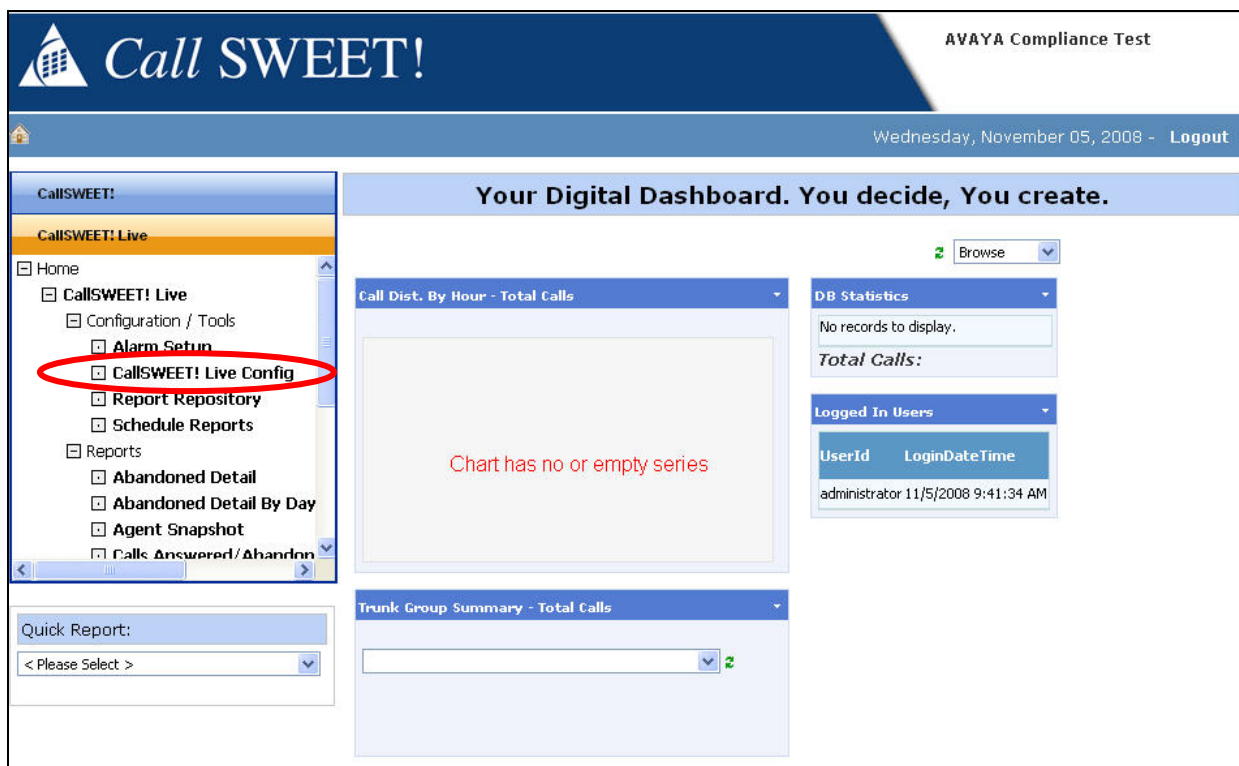 Call SWEET!
AVAYA Compliance Test
Wednesday, November 05, 2008 - Logout
CallSWEET!
CallSWEET! Live
Home
CallSWEET! Live
Configuration / Tools
Alarm Setup
CallSWEET! Live Config
Report Repository
Schedule Reports
Reports
Abandoned Detail
Abandoned Detail By Day
Agent Snapshot
Calls Answered/Abandon
Quick Report:
< Please Select >
Your Digital Dashboard. You decide, You create.
Browse
Call Dist. By Hour - Total Calls
Chart has no or empty series
Trunk Group Summary - Total Calls
DB Statistics
No records to display.
Total Calls:
Logged In Users
UserId LoginDateTime
administrator 11/5/2008 9:41:34 AM